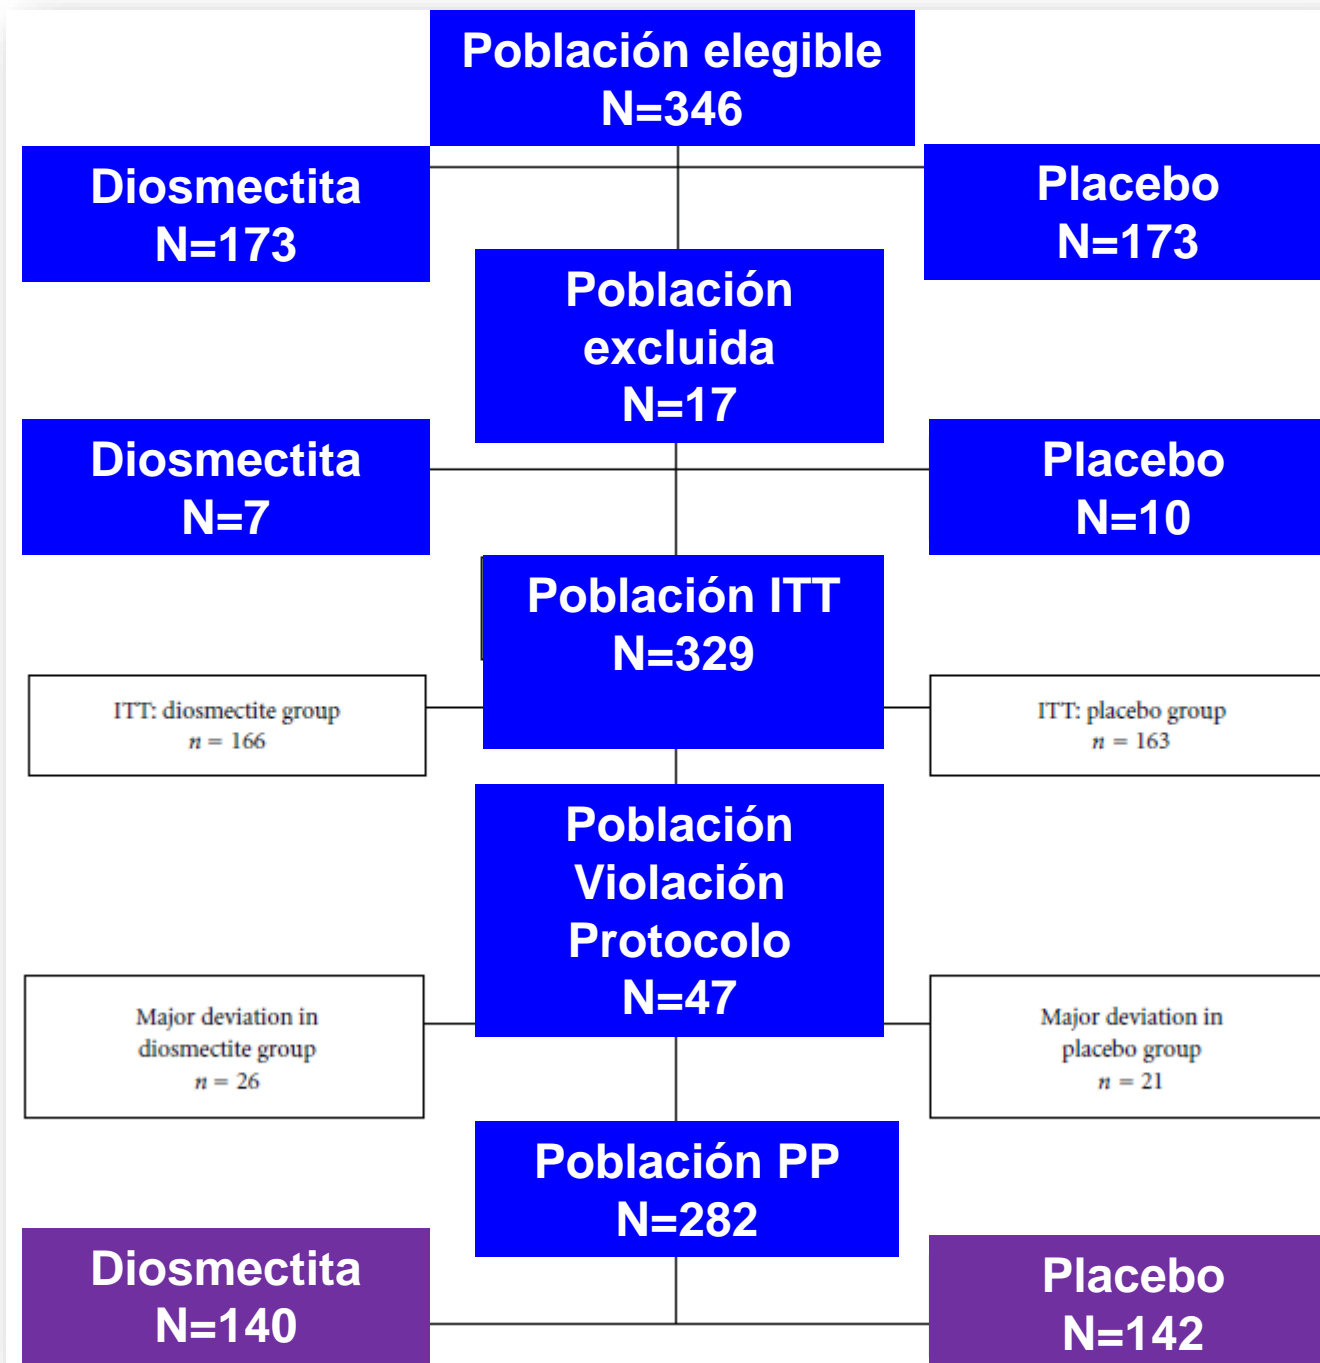 Población elegible
N=346
Diosmectita
N=173
Placebo
N=173
Población
excluida
N=17
Diosmectita
N=7
Placebo
N=10
Población ITT
N=329
ITT: diosmectite group
n = 166
ITT: placebo group
n = 163
Población
Violación
Protocolo
N=47
Major deviation in
diosmectite group
n = 26
Major deviation in
placebo group
n = 21
Población PP
N=282
Diosmectita
N=140
Placebo
N=142